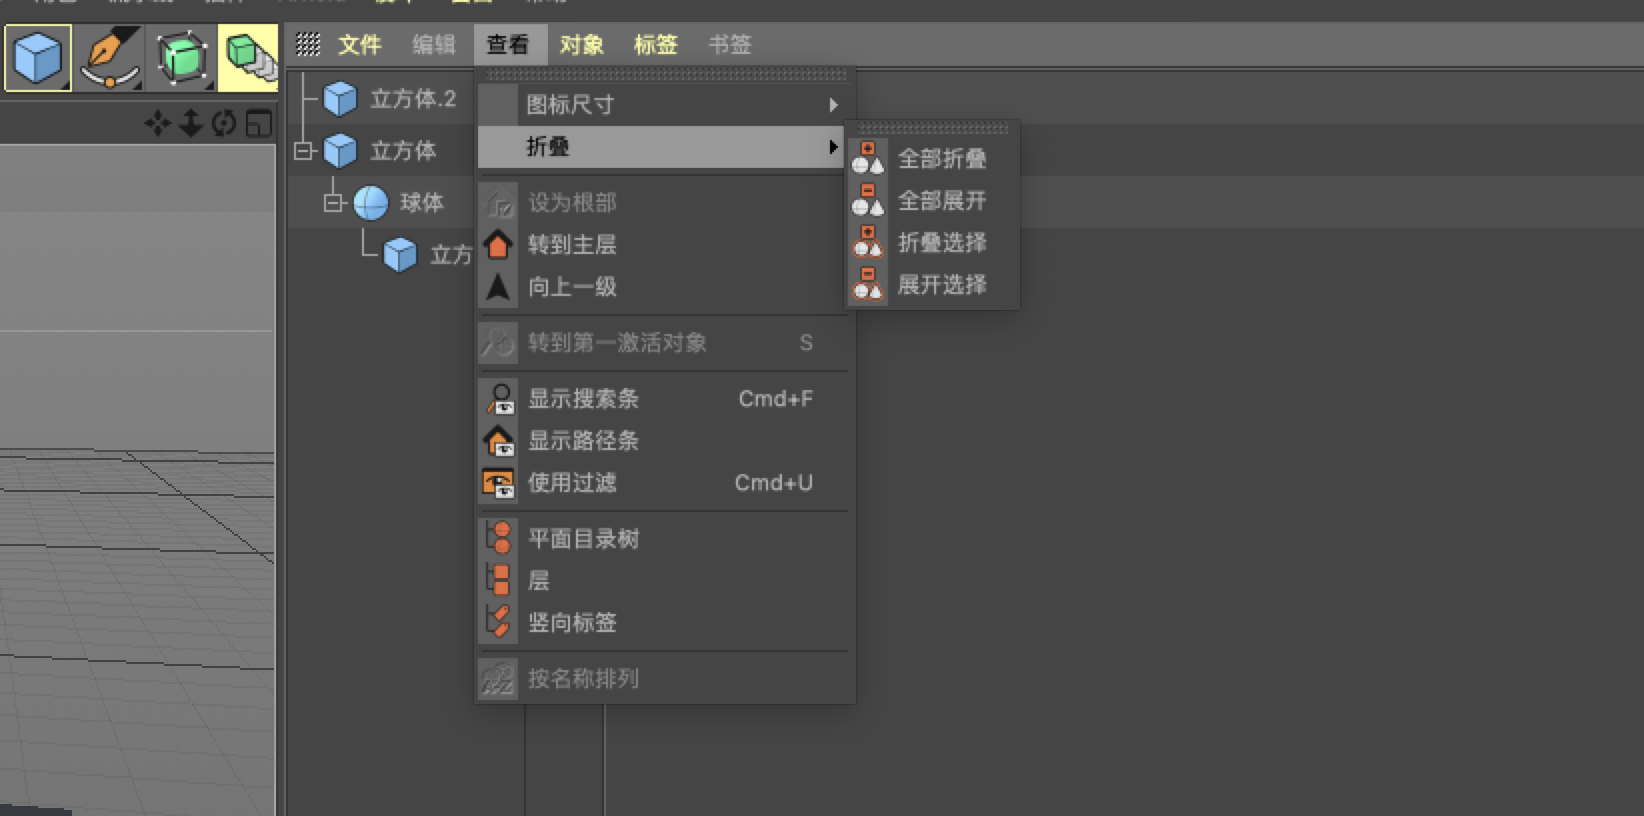 文件 编辑 查看 对象 标签 书签
立方体.2
立方体
球体
立方
图标尺寸
折叠
设为根部
转到主层
向上一级
转到第一激活对象 S
显示搜索条 Cmd+F
显示路径条
使用过滤 Cmd+U
平面目录树
层
竖向标签
按名称排列
全部折叠
全部展开
折叠选择
展开选择